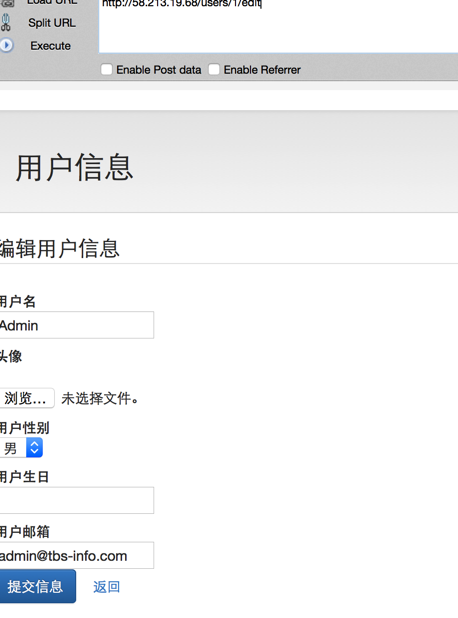 Load URL
http://58.213.19.68/users/1/edit
Split URL
Execute
Enable Post data
Enable Referrer
用户信息
编辑用户信息
用户名
Admin
头像
浏览... 未选择文件。
用户性别
男
用户生日
用户邮箱
admin@tbs-info.com
提交信息 返回